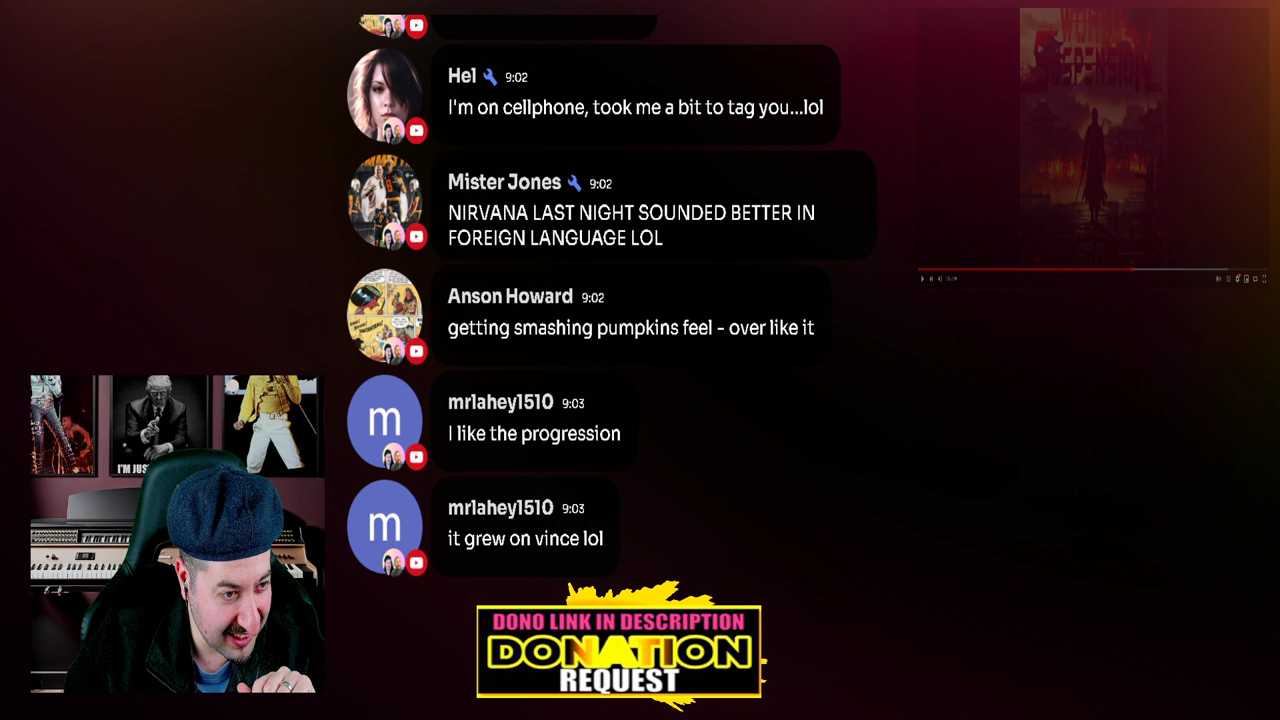 Hel 9:02
I'm on cellphone, took me a bit to tag you...lol
Mister Jones 9:02
NIRVANA LAST NIGHT SOUNDED BETTER IN
FOREIGN LANGUAGE LOL
Anson Howard 9:02
getting smashing pumpkins feel - over like it
m
mrlahey1510 9:03
I like the progression
m
mrlahey1510 9:03
it grew on vince lol
I'M JUS
DONO LINK IN DESCRIPTION
DONATION
REQUEST